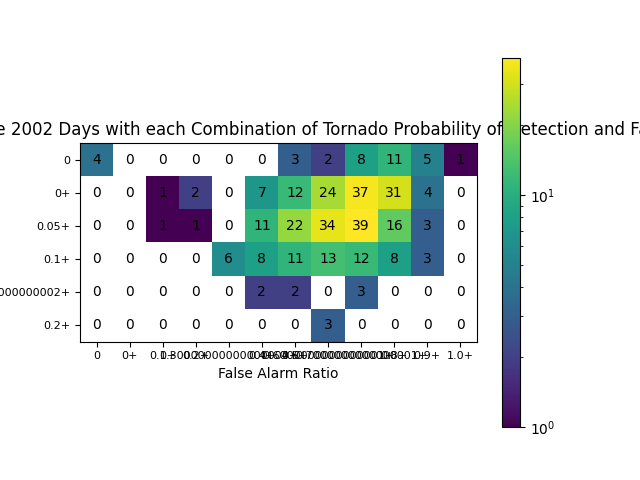 e 2002 Days with each Combination of Tornado Probability of Detection and Fa
0 4 0 0 0 0 0 3 2 8 11 5 1
0+ 0 0 1 2 0 7 12 24 37 31 4 0
0.05+ 0 0 1 1 0 11 22 34 39 16 3 0
0.1+ 0 0 0 0 6 8 11 13 12 8 3 0
000000002+ 0 0 0 0 0 2 2 0 3 0 0 0
0.2+ 0 0 0 0 0 0 0 3 0 0 0 0
0 0+ 0.2+ 0.9+ 1.0+
False Alarm Ratio
10¹
10⁰